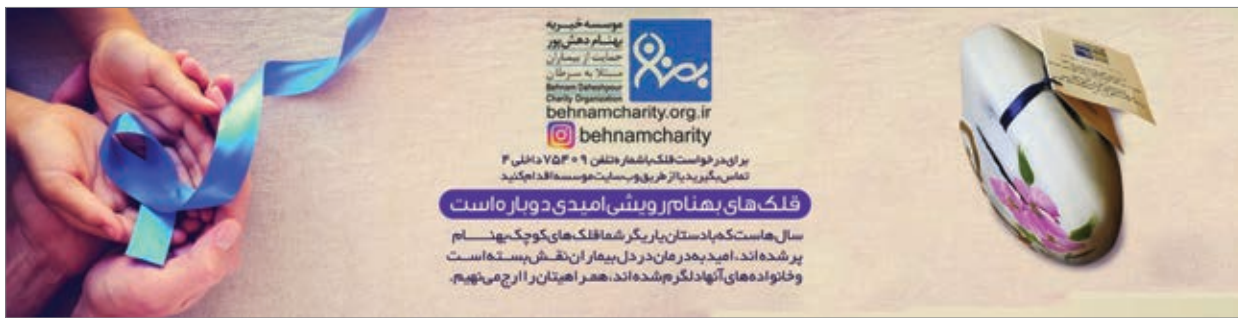 موسسه خیریه
بهنام دهش‌پور
حمایت از بیماران
مبتلا به سرطان
Behnam Daheshpour
Charity Organization
بهنام
behnamcharity.org.ir
behnamcharity
برای درخواست قلک با شماره تلفن ۷۵۴۰۹ داخلی ۴
تماس بگیرید یا از طریق وب سایت موسسه اقدام کنید
قلک‌های بهنام رویشی امیدی دوباره است
سال‌هاست که با دستان یاریگر شما قلک‌های کوچک بهنـــام
پر شده‌اند، امید به درمان در دل بیماران نقش بسته است
و خانواده‌های آنها دلگرم شده‌اند، همراهیتان را ارج می‌نهیم.